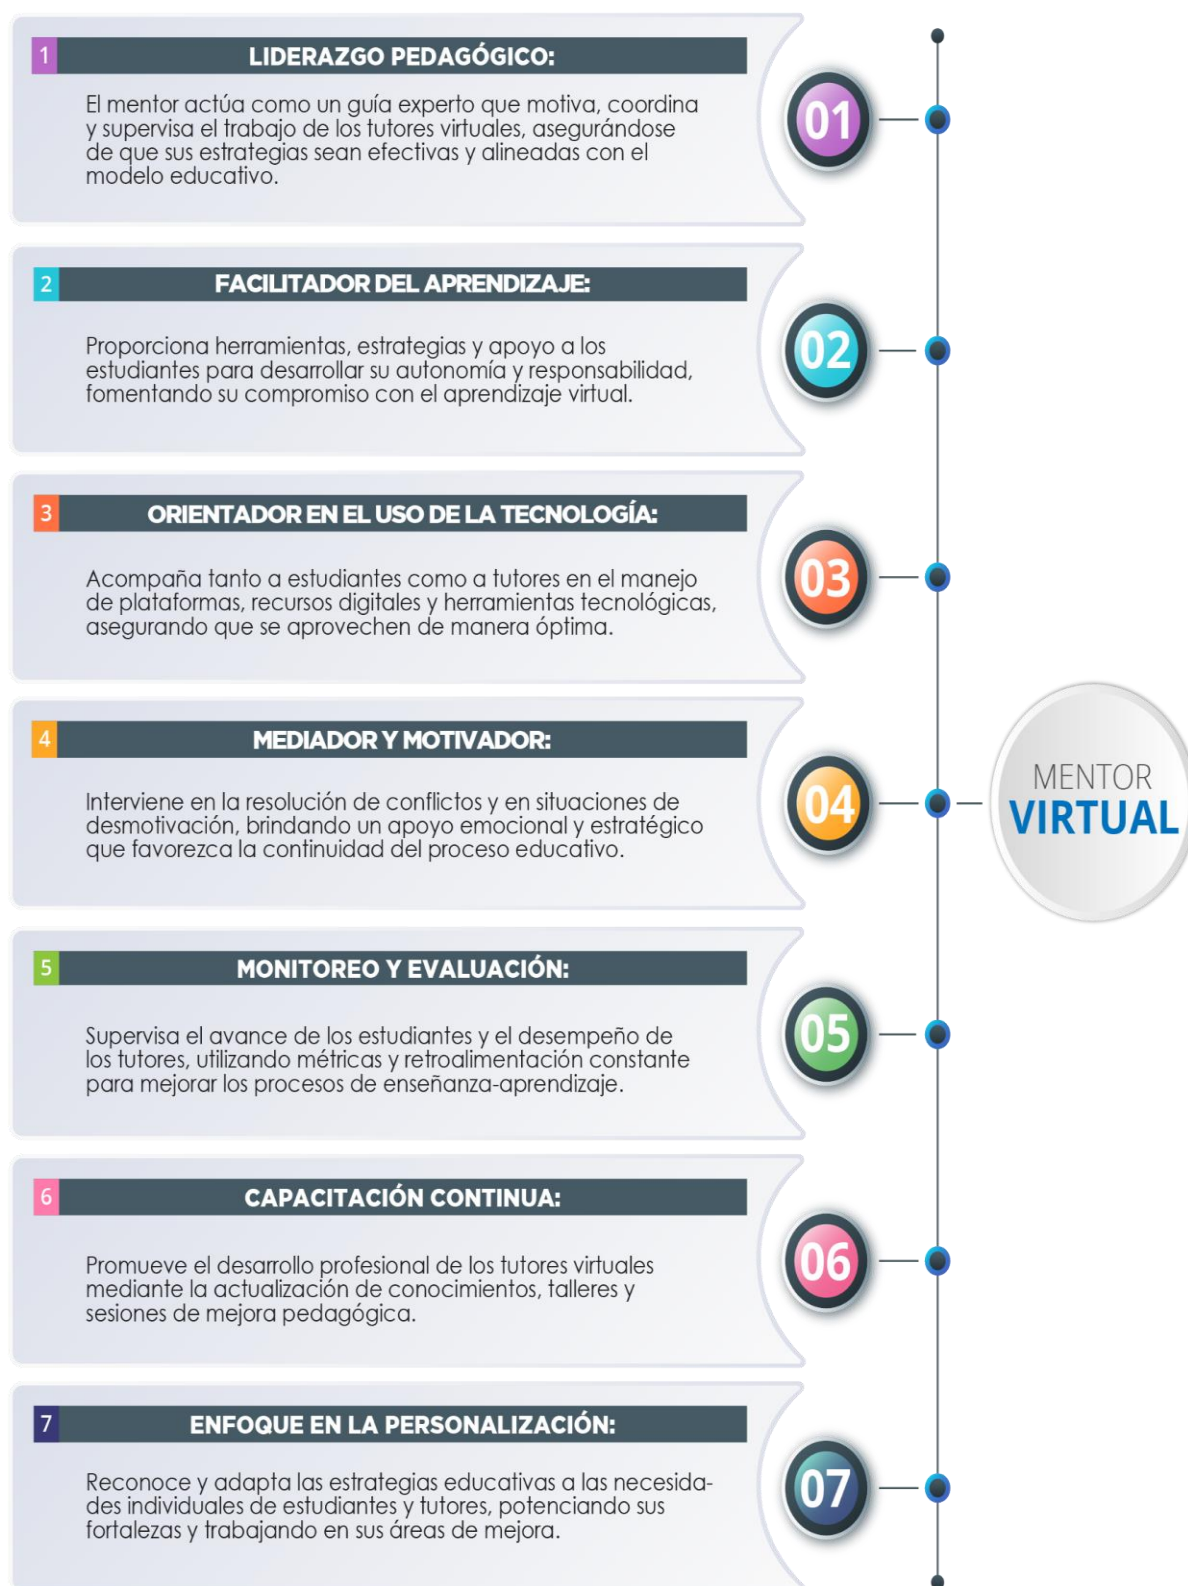 1 LIDERAZGO PEDAGÓGICO:
El mentor actúa como un guía experto que motiva, coordina
y supervisa el trabajo de los tutores virtuales, asegurándose
de que sus estrategias sean efectivas y alineadas con el
modelo educativo.
01
2 FACILITADOR DEL APRENDIZAJE:
Proporciona herramientas, estrategias y apoyo a los
estudiantes para desarrollar su autonomía y responsabilidad,
fomentando su compromiso con el aprendizaje virtual.
02
3 ORIENTADOR EN EL USO DE LA TECNOLOGÍA:
Acompaña tanto a estudiantes como a tutores en el manejo
de plataformas, recursos digitales y herramientas tecnológicas,
asegurando que se aprovechen de manera óptima.
03
4 MEDIADOR Y MOTIVADOR:
Interviene en la resolución de conflictos y en situaciones de
desmotivación, brindando un apoyo emocional y estratégico
que favorezca la continuidad del proceso educativo.
04
MENTOR
VIRTUAL
5 MONITOREO Y EVALUACIÓN:
Supervisa el avance de los estudiantes y el desempeño de
los tutores, utilizando métricas y retroalimentación constante
para mejorar los procesos de enseñanza-aprendizaje.
05
6 CAPACITACIÓN CONTINUA:
Promueve el desarrollo profesional de los tutores virtuales
mediante la actualización de conocimientos, talleres y
sesiones de mejora pedagógica.
06
7 ENFOQUE EN LA PERSONALIZACIÓN:
Reconoce y adapta las estrategias educativas a las necesida-
des individuales de estudiantes y tutores, potenciando sus
fortalezas y trabajando en sus áreas de mejora.
07